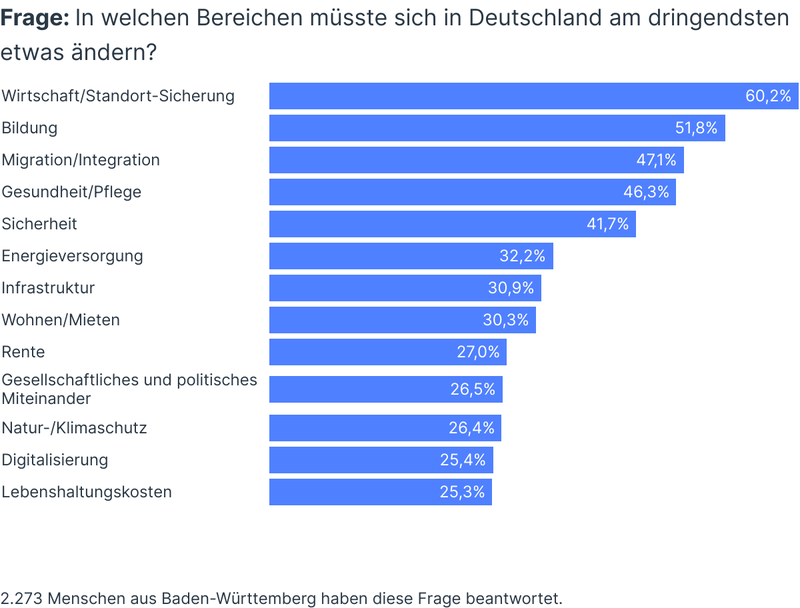 Frage: In welchen Bereichen müsste sich in Deutschland am dringendsten
etwas ändern?
Wirtschaft/Standort-Sicherung 60,2%
Bildung 51,8%
Migration/Integration 47,1%
Gesundheit/Pflege 46,3%
Sicherheit 41,7%
Energieversorgung 32,2%
Infrastruktur 30,9%
Wohnen/Mieten 30,3%
Rente 27,0%
Gesellschaftliches und politisches
Miteinander 26,5%
Natur-/Klimaschutz 26,4%
Digitalisierung 25,4%
Lebenshaltungskosten 25,3%
2.273 Menschen aus Baden-Württemberg haben diese Frage beantwortet.